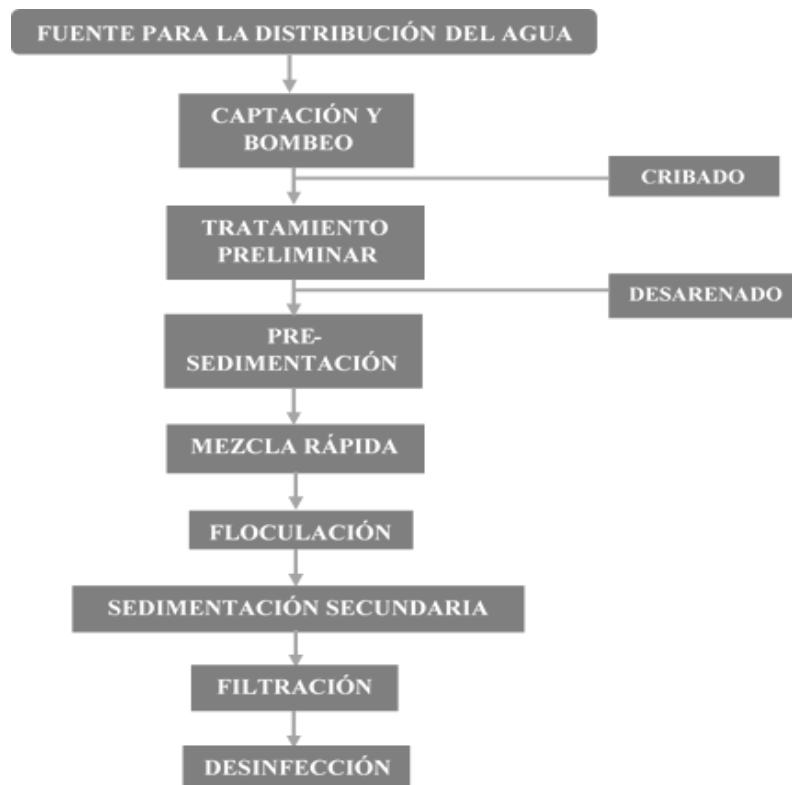 FUENTE PARA LA DISTRIBUCIÓN DEL AGUA
CAPTACIÓN Y
BOMBEO
CRIBADO
TRATAMIENTO
PRELIMINAR
DESARENADO
PRE-
SEDIMENTACIÓN
MEZCLA RÁPIDA
FLOCULACIÓN
SEDIMENTACIÓN SECUNDARIA
FILTRACIÓN
DESINFECCIÓN